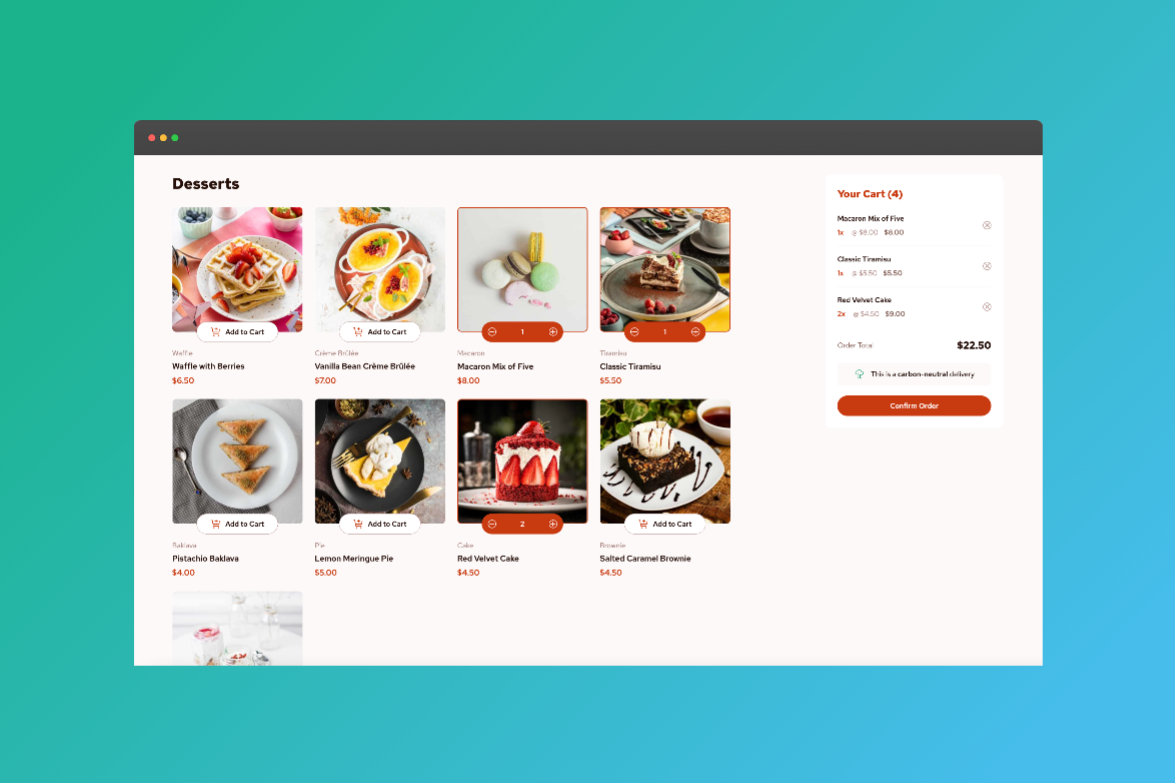 Desserts
Add to Cart
Add to Cart
1
1
Waffle
Crème Brûlée
Macaron
Tiramisu
Waffle with Berries
Vanilla Bean Crème Brûlée
Macaron Mix of Five
Classic Tiramisu
$6.50
$7.00
$8.00
$5.50
Add to Cart
Add to Cart
2
Add to Cart
Baklava
Pie
Cake
Brownie
Pistachio Baklava
Lemon Meringue Pie
Red Velvet Cake
Salted Caramel Brownie
$4.00
$5.00
$4.50
$4.50
Your Cart (4)
Macaron Mix of Five
1x @ $8.00 $8.00
Classic Tiramisu
1x @ $5.50 $5.50
Red Velvet Cake
2x @ $4.50 $9.00
Order Total $22.50
This is a carbon-neutral delivery
Confirm Order